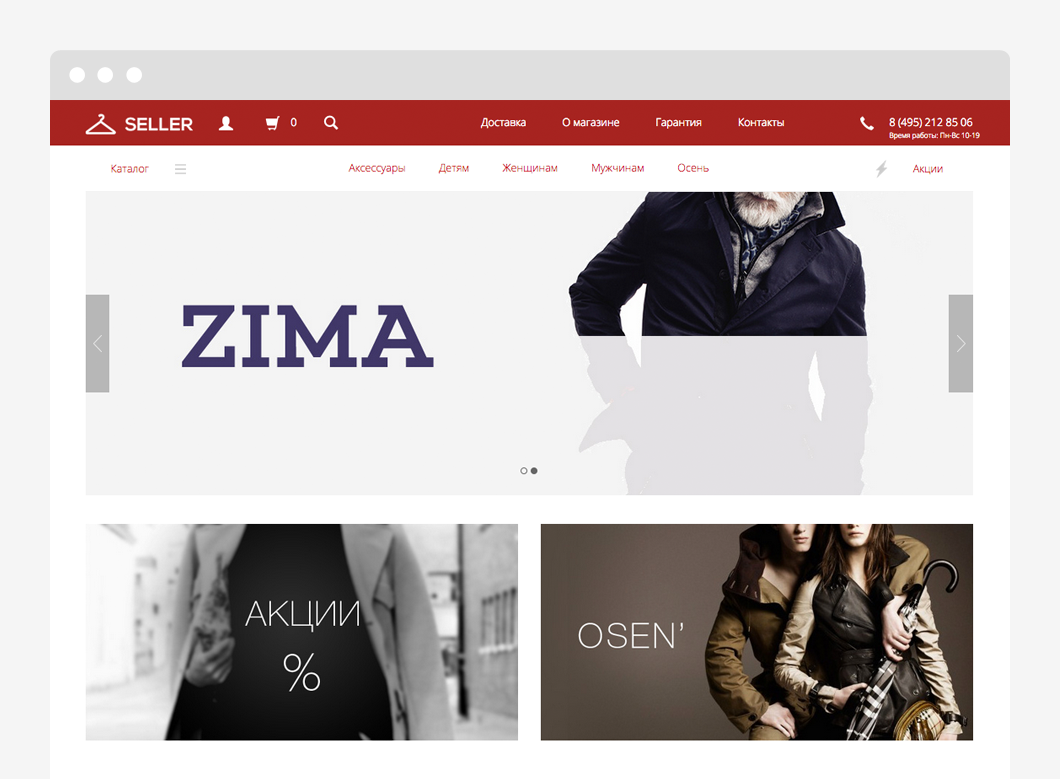 SELLER
0
Доставка
О магазине
Гарантия
Контакты
8 (495) 212 85 06
Время работы: Пн-Вс 10-19
Каталог
Аксессуары
Детям
Женщинам
Мужчинам
Осень
Акции
ZIMA
АКЦИИ
%
OSEN’